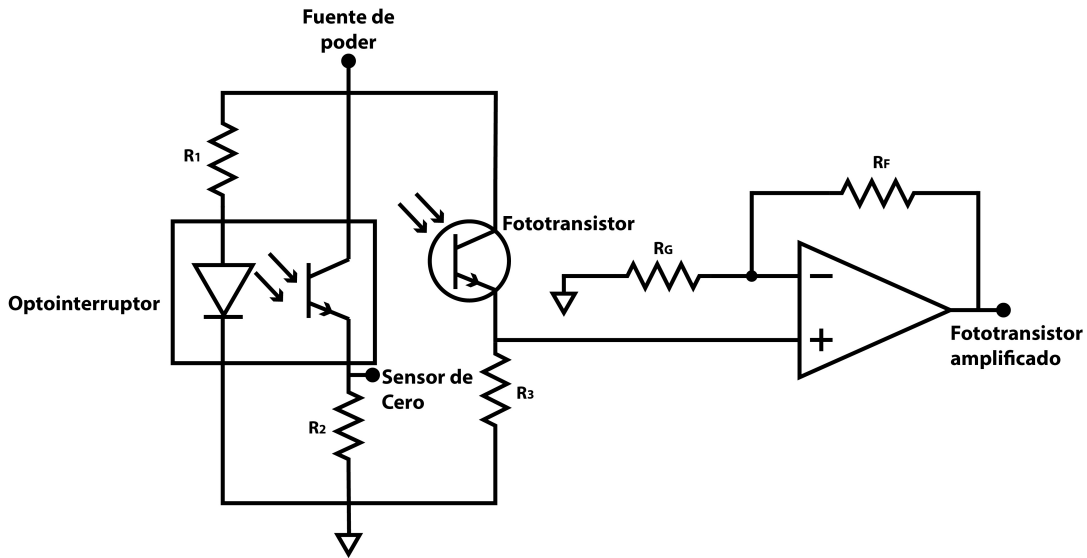 Fuente de
poder
R1
RF
Fototransistor
RG
Optointerruptor
Fototransistor
amplificado
Sensor de
Cero
R3
R2